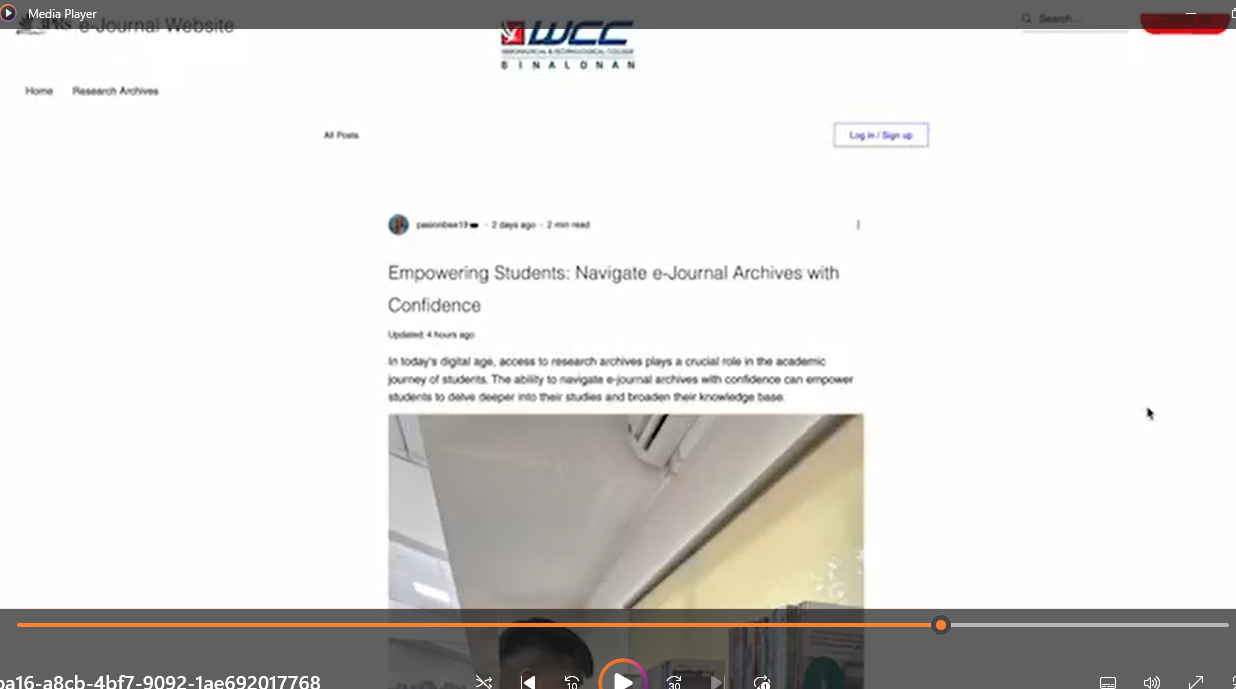 Media Player
e-Journal Website
WCC
AERONAUTICAL & TECHNOLOGICAL COLLEGE
BINALONAN
Search...
Home Research Archives
All Posts
Log in / Sign up
2 days ago · 2 min read
Empowering Students: Navigate e-Journal Archives with
Confidence
Updated: 4 hours ago
In today's digital age, access to research archives plays a crucial role in the academic
journey of students. The ability to navigate e-journal archives with confidence can empower
students to delve deeper into their studies and broaden their knowledge base.
ba16-a8cb-4bf7-9092-1ae692017768
10
30